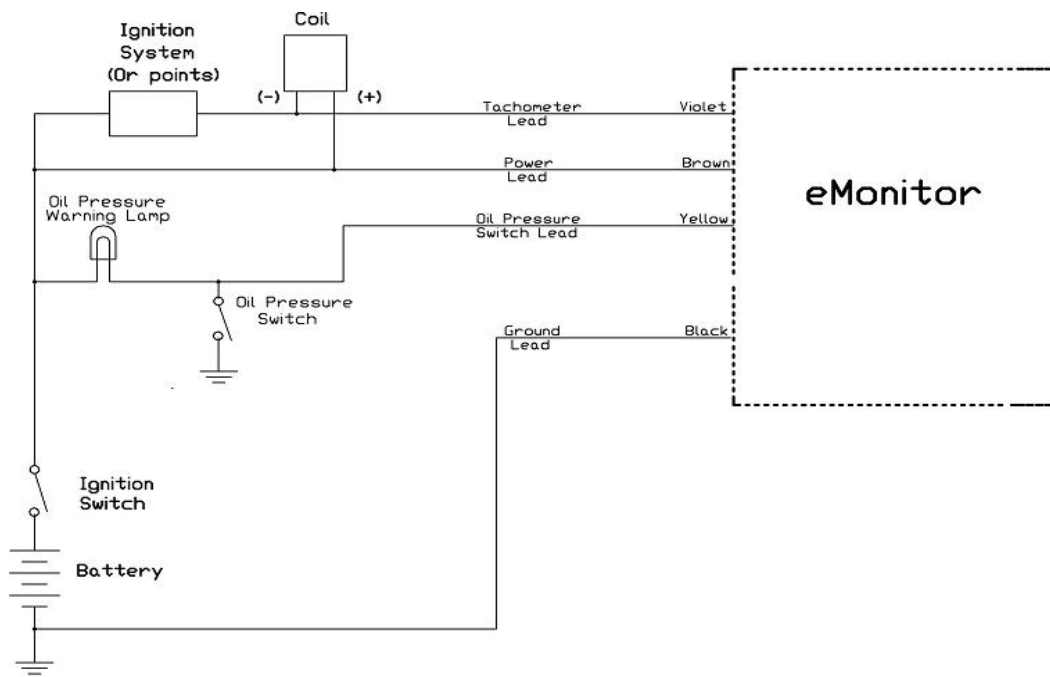 Coil
Ignition
System
(Or points)
(-)
(+)
Tachometer
Lead
Violet
Power
Lead
Brown
eMonitor
Oil Pressure
Warning Lamp
Oil Pressure
Switch Lead
Yellow
Oil Pressure
Switch
Ground
Lead
Black
Ignition
Switch
Battery